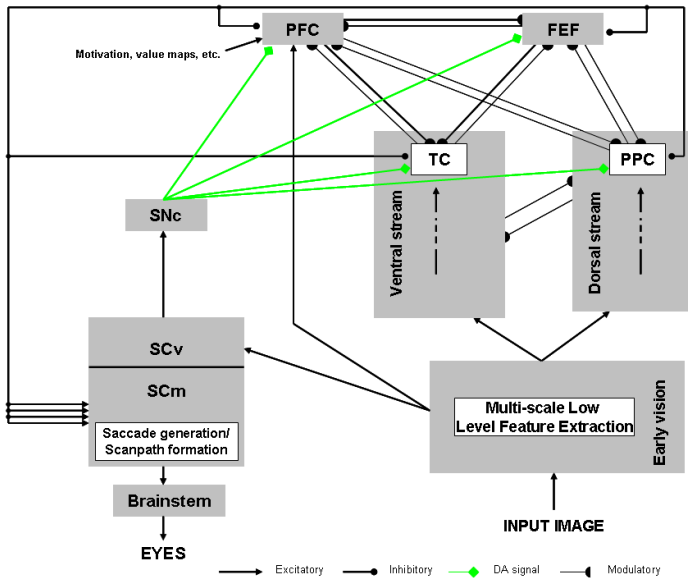 PFC
FEF
Motivation, value maps, etc.
TC
PPC
Ventral stream
Dorsal stream
SNc
SCv
SCm
Saccade generation/
Scanpath formation
Multi-scale Low
Level Feature Extraction
Early vision
Brainstem
INPUT IMAGE
EYES
Excitatory
Inhibitory
DA signal
Modulatory